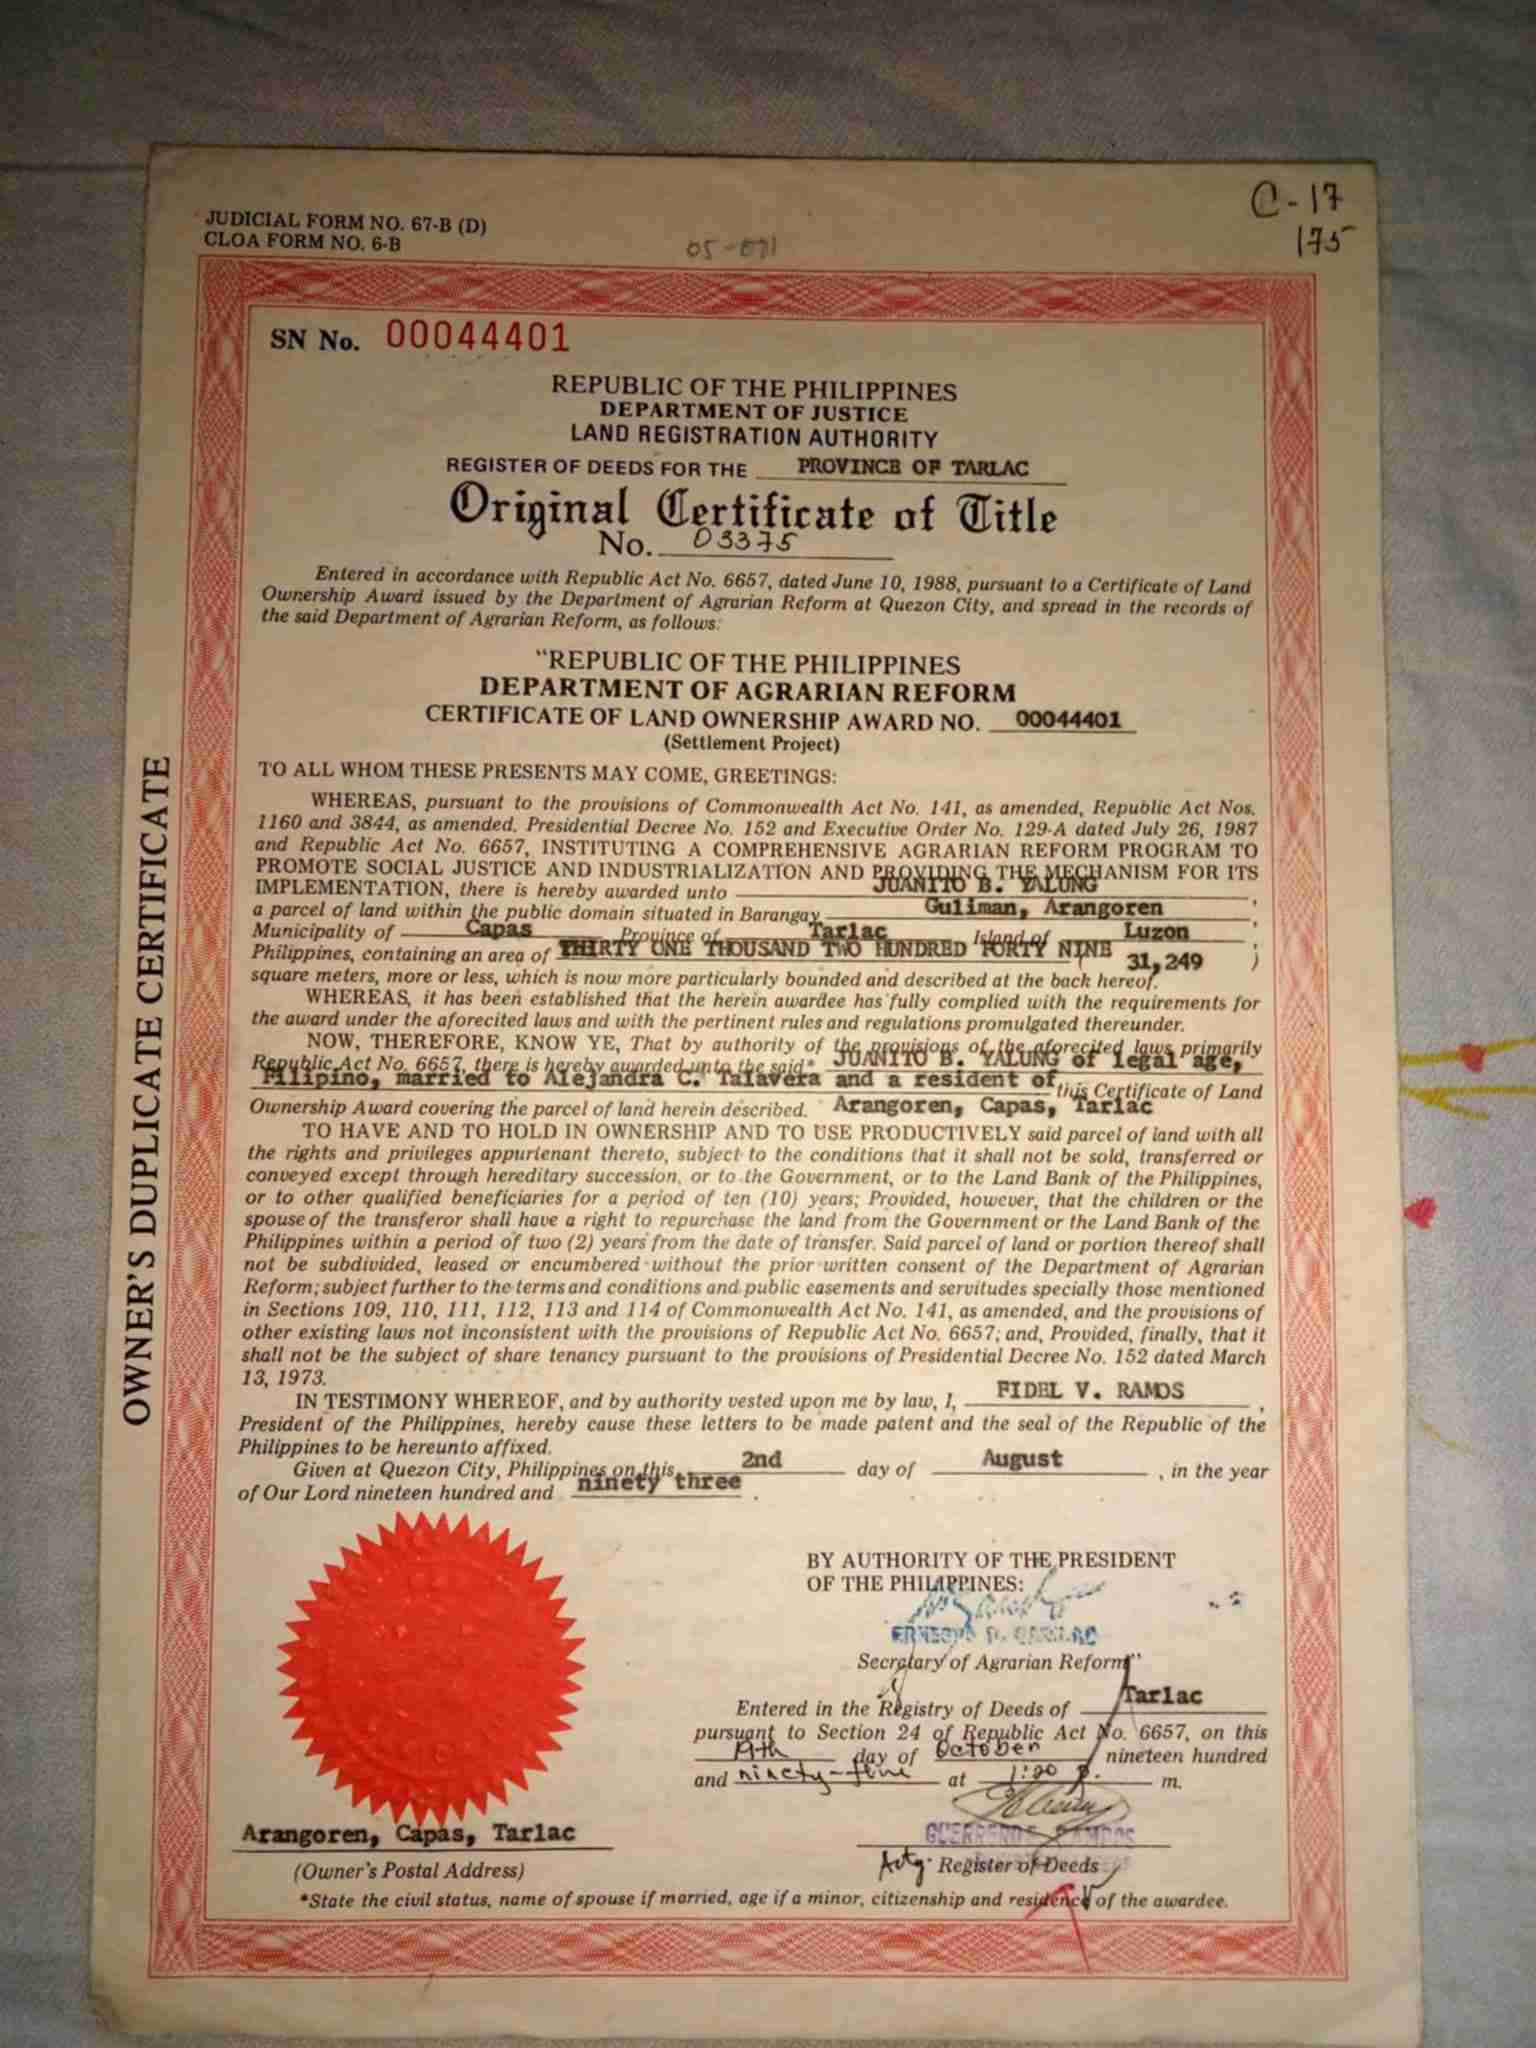 C-17
175
JUDICIAL FORM NO. 67-B (D)
CLOA FORM NO. 6-B
SN No. 00044401
REPUBLIC OF THE PHILIPPINES
DEPARTMENT OF JUSTICE
LAND REGISTRATION AUTHORITY
REGISTER OF DEEDS FOR THE PROVINCE OF TARLAC
Original Certificate of Title
No. 03375
Entered in accordance with Republic Act No. 6657, dated June 10, 1988, pursuant to a Certificate of Land
Ownership Award issued by the Department of Agrarian Reform at Quezon City, and spread in the records of
the said Department of Agrarian Reform, as follows:
"REPUBLIC OF THE PHILIPPINES
DEPARTMENT OF AGRARIAN REFORM
CERTIFICATE OF LAND OWNERSHIP AWARD NO. 00044401
(Settlement Project)
TO ALL WHOM THESE PRESENTS MAY COME, GREETINGS:
WHEREAS, pursuant to the provisions of Commonwealth Act No. 141, as amended, Republic Act Nos.
1160 and 3844, as amended, Presidential Decree No. 152 and Executive Order No. 129-A dated July 26, 1987
and Republic Act No. 6657, INSTITUTING A COMPREHENSIVE AGRARIAN REFORM PROGRAM TO
PROMOTE SOCIAL JUSTICE AND INDUSTRIALIZATION AND PROVIDING THE MECHANISM FOR ITS
IMPLEMENTATION, there is hereby awarded unto JUANITO B. YALUNG
a parcel of land within the public domain situated in Barangay Guliman, Arangoren ,
Municipality of Capas Province of Tarlac Island of Luzon ,
Philippines, containing an area of THIRTY ONE THOUSAND TWO HUNDRED FORTY NINE 31,249 )
square meters, more or less, which is now more particularly bounded and described at the back hereof.
WHEREAS, it has been established that the herein awardee has fully complied with the requirements for
the award under the aforecited laws and with the pertinent rules and regulations promulgated thereunder.
NOW, THEREFORE, KNOW YE, That by authority of the provisions of the aforecited laws primarily
Republic Act No. 6657, there is hereby awarded unto the said* JUANITO B. YALUNG of legal age,
Filipino, married to Alejandra C. Talavera and a resident of this Certificate of Land
Ownership Award covering the parcel of land herein described. Arangoren, Capas, Tarlac
TO HAVE AND TO HOLD IN OWNERSHIP AND TO USE PRODUCTIVELY said parcel of land with all
the rights and privileges appurtenant thereto, subject to the conditions that it shall not be sold, transferred or
conveyed except through hereditary succession, or to the Government, or to the Land Bank of the Philippines,
or to other qualified beneficiaries for a period of ten (10) years; Provided, however, that the children or the
spouse of the transferor shall have a right to repurchase the land from the Government or the Land Bank of the
Philippines within a period of two (2) years from the date of transfer. Said parcel of land or portion thereof shall
not be subdivided, leased or encumbered without the prior written consent of the Department of Agrarian
Reform; subject further to the terms and conditions and public easements and servitudes specially those mentioned
in Sections 109, 110, 111, 112, 113 and 114 of Commonwealth Act No. 141, as amended, and the provisions of
other existing laws not inconsistent with the provisions of Republic Act No. 6657; and, Provided, finally, that it
shall not be the subject of share tenancy pursuant to the provisions of Presidential Decree No. 152 dated March
13, 1973.
IN TESTIMONY WHEREOF, and by authority vested upon me by law, I, FIDEL V. RAMOS ,
President of the Philippines, hereby cause these letters to be made patent and the seal of the Republic of the
Philippines to be hereunto affixed.
Given at Quezon City, Philippines on this 2nd day of August , in the year
of Our Lord nineteen hundred and ninety three .
BY AUTHORITY OF THE PRESIDENT
OF THE PHILIPPINES:
Secretary of Agrarian Reform"
Entered in the Registry of Deeds of Tarlac
pursuant to Section 24 of Republic Act No. 6657, on this
19th day of October nineteen hundred
and ninety-five at 1:20 p. m.
Actg. Register of Deeds
Arangoren, Capas, Tarlac
(Owner's Postal Address)
*State the civil status, name of spouse if married, age if a minor, citizenship and residence of the awardee.
OWNER'S DUPLICATE CERTIFICATE